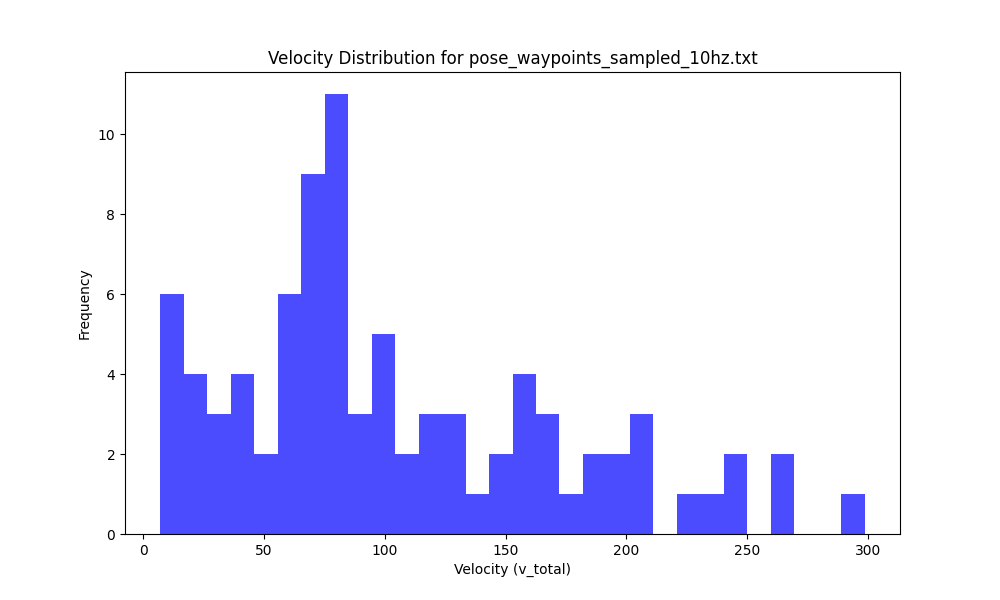 Velocity Distribution for pose_waypoints_sampled_10hz.txt
Frequency
10
8
6
4
2
0
0 50 100 150 200 250 300
Velocity (v_total)